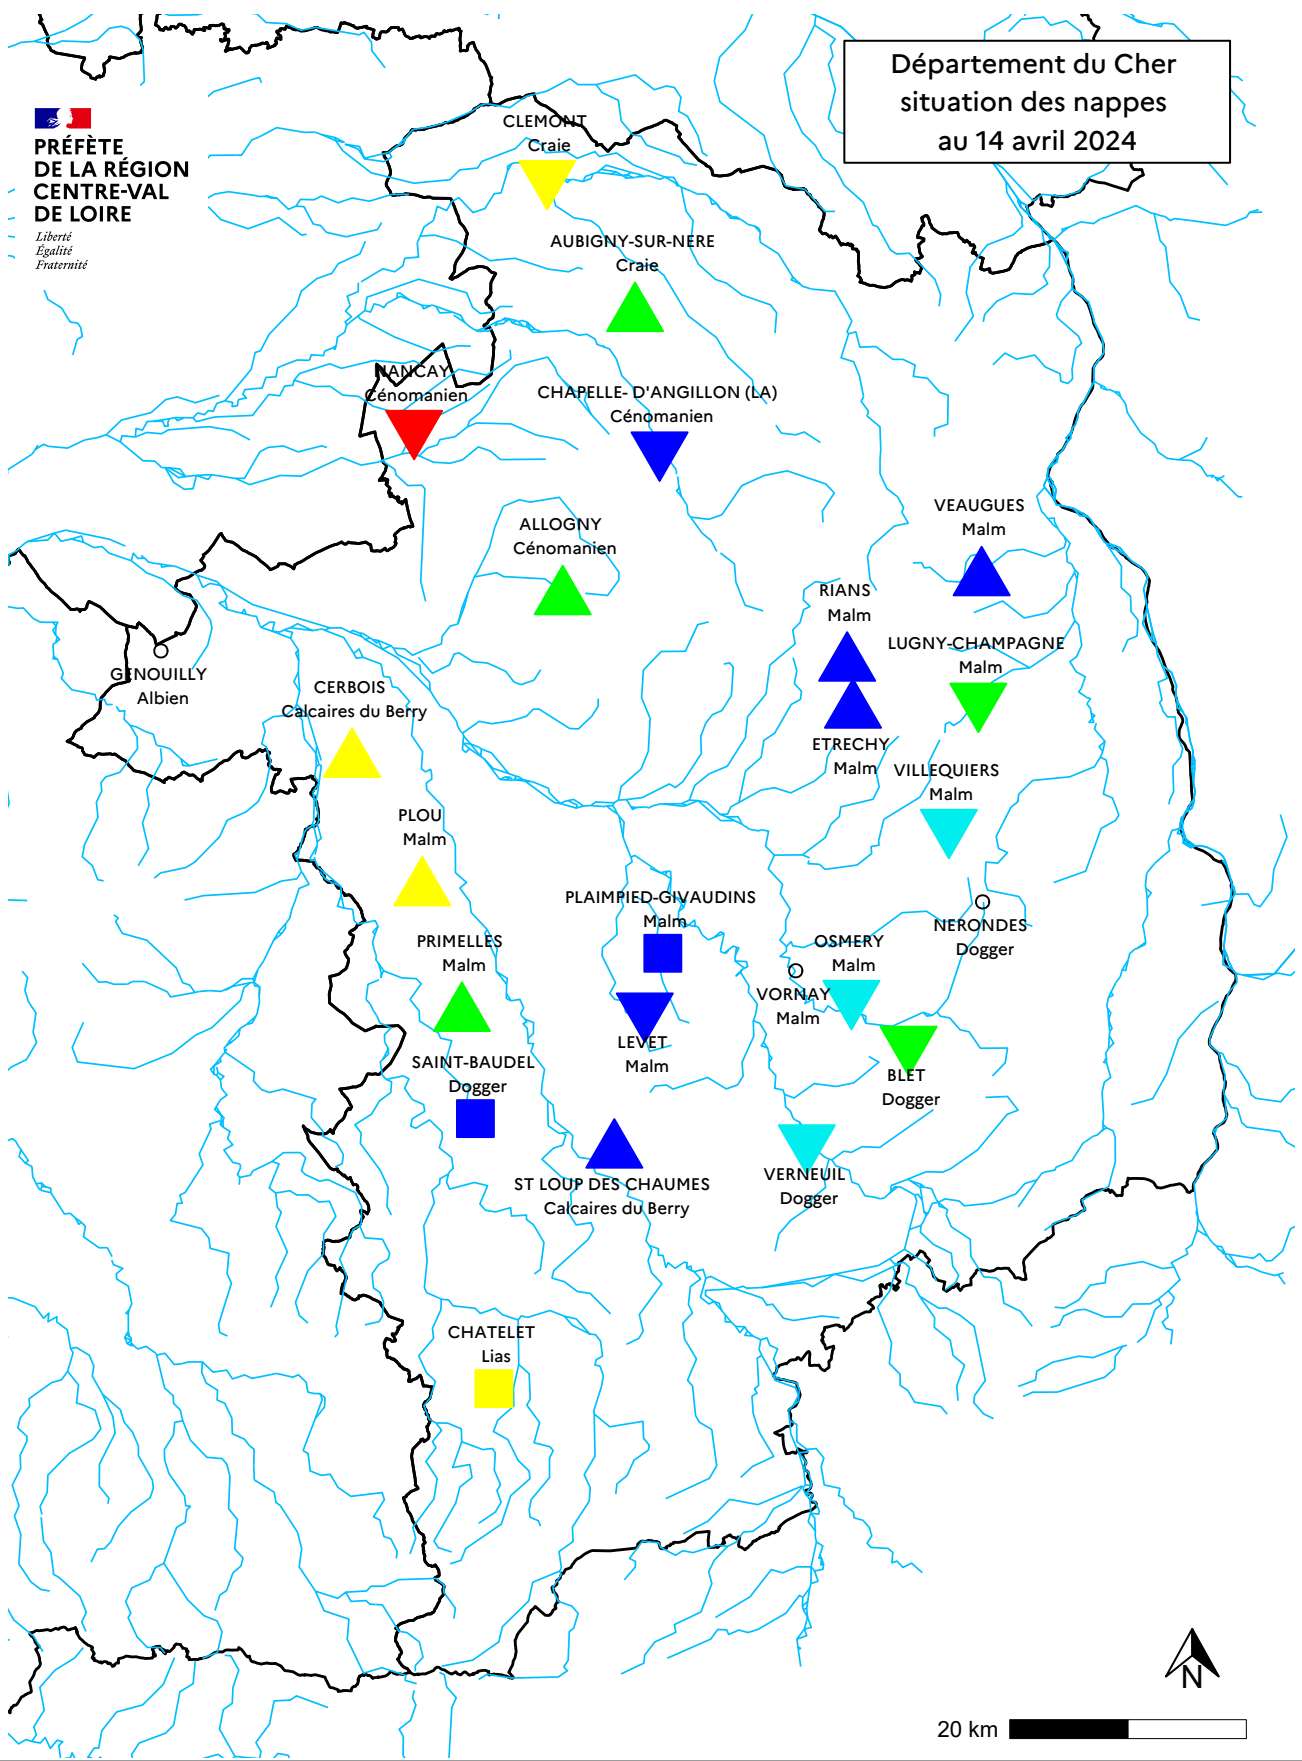 Département du Cher
situation des nappes
au 14 avril 2024
PRÉFÈTE
DE LA RÉGION
CENTRE-VAL
DE LOIRE
Liberté
Égalité
Fraternité
CLEMONT
Craie
AUBIGNY-SUR-NERE
Craie
NANCAY
Cénomanien
CHAPELLE- D'ANGILLON (LA)
Cénomanien
VEAUGUES
Malm
ALLOGNY
Cénomanien
RIANS
Malm
LUGNY-CHAMPAGNE
Malm
GENOUILLY
Albien
CERBOIS
Calcaires du Berry
ETRECHY
Malm
VILLEQUIERS
Malm
PLOU
Malm
PLAIMPIED-GIVAUDINS
Malm
NERONDES
Dogger
PRIMELLES
Malm
OSMERY
Malm
VORNAY
Malm
LEVET
Malm
SAINT-BAUDEL
Dogger
BLET
Dogger
ST LOUP DES CHAUMES
Calcaires du Berry
VERNEUIL
Dogger
CHATELET
Lias
N
20 km